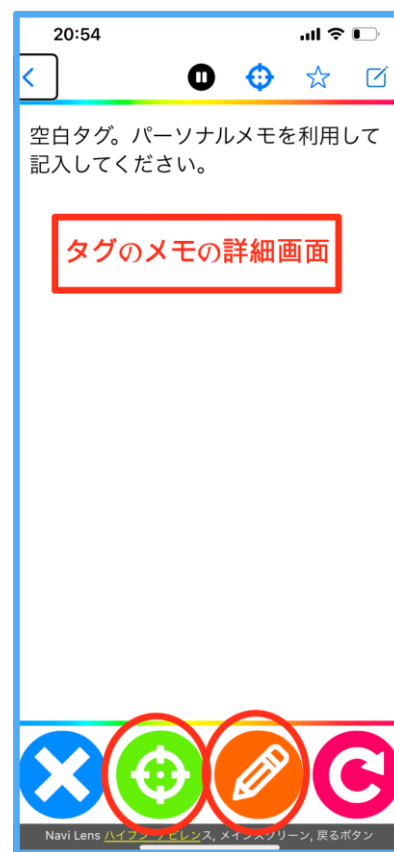 20:54
空白タグ。パーソナルメモを利用して
記入してください。
タグのメモの詳細画面
Navi Lens ハイフン ナビレンス, メインスクリーン, 戻るボタン